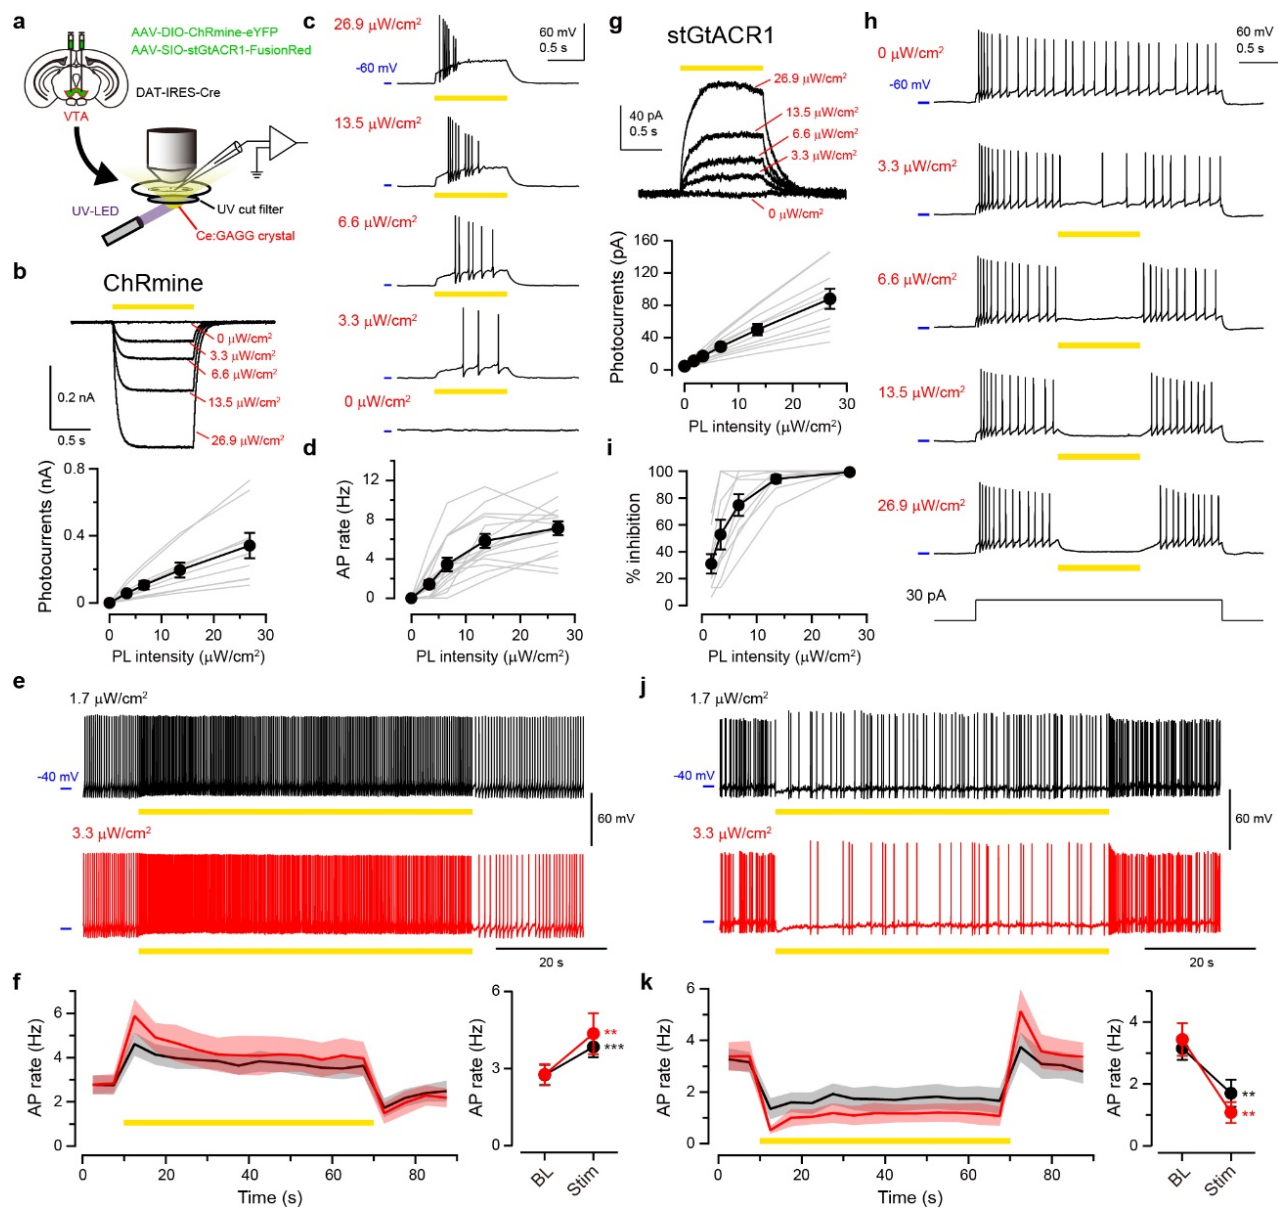 a
AAV-DIO-ChRmine-eYFP
AAV-SIO-stGtACR1-FusionRed
DAT-IRES-Cre
VTA
UV-LED
UV cut filter
Ce:GAGG crystal
b
ChRmine
0 μW/cm²
3.3 μW/cm²
6.6 μW/cm²
13.5 μW/cm²
26.9 μW/cm²
0.2 nA
0.5 s
Photocurrents (nA)
0.8
0.4
0
0 10 20 30
PL intensity (μW/cm²)
c
26.9 μW/cm²
60 mV
0.5 s
-60 mV
13.5 μW/cm²
6.6 μW/cm²
3.3 μW/cm²
0 μW/cm²
d
AP rate (Hz)
12
8
4
0
0 10 20 30
PL intensity (μW/cm²)
e
1.7 μW/cm²
-40 mV
60 mV
3.3 μW/cm²
20 s
f
AP rate (Hz)
6
4
2
0
0 20 40 60 80
Time (s)
AP rate (Hz)
6
3
0
**
***
BL Stim
g
stGtACR1
26.9 μW/cm²
13.5 μW/cm²
6.6 μW/cm²
3.3 μW/cm²
0 μW/cm²
40 pA
0.5 s
Photocurrents (pA)
160
120
80
40
0
0 10 20 30
PL intensity (μW/cm²)
h
0 μW/cm²
60 mV
0.5 s
-60 mV
3.3 μW/cm²
6.6 μW/cm²
13.5 μW/cm²
26.9 μW/cm²
30 pA
i
% inhibition
100
80
60
40
20
0
0 10 20 30
PL intensity (μW/cm²)
j
1.7 μW/cm²
-40 mV
60 mV
3.3 μW/cm²
20 s
k
AP rate (Hz)
6
4
2
0
0 20 40 60 80
Time (s)
AP rate (Hz)
4
2
0
**
**
BL Stim